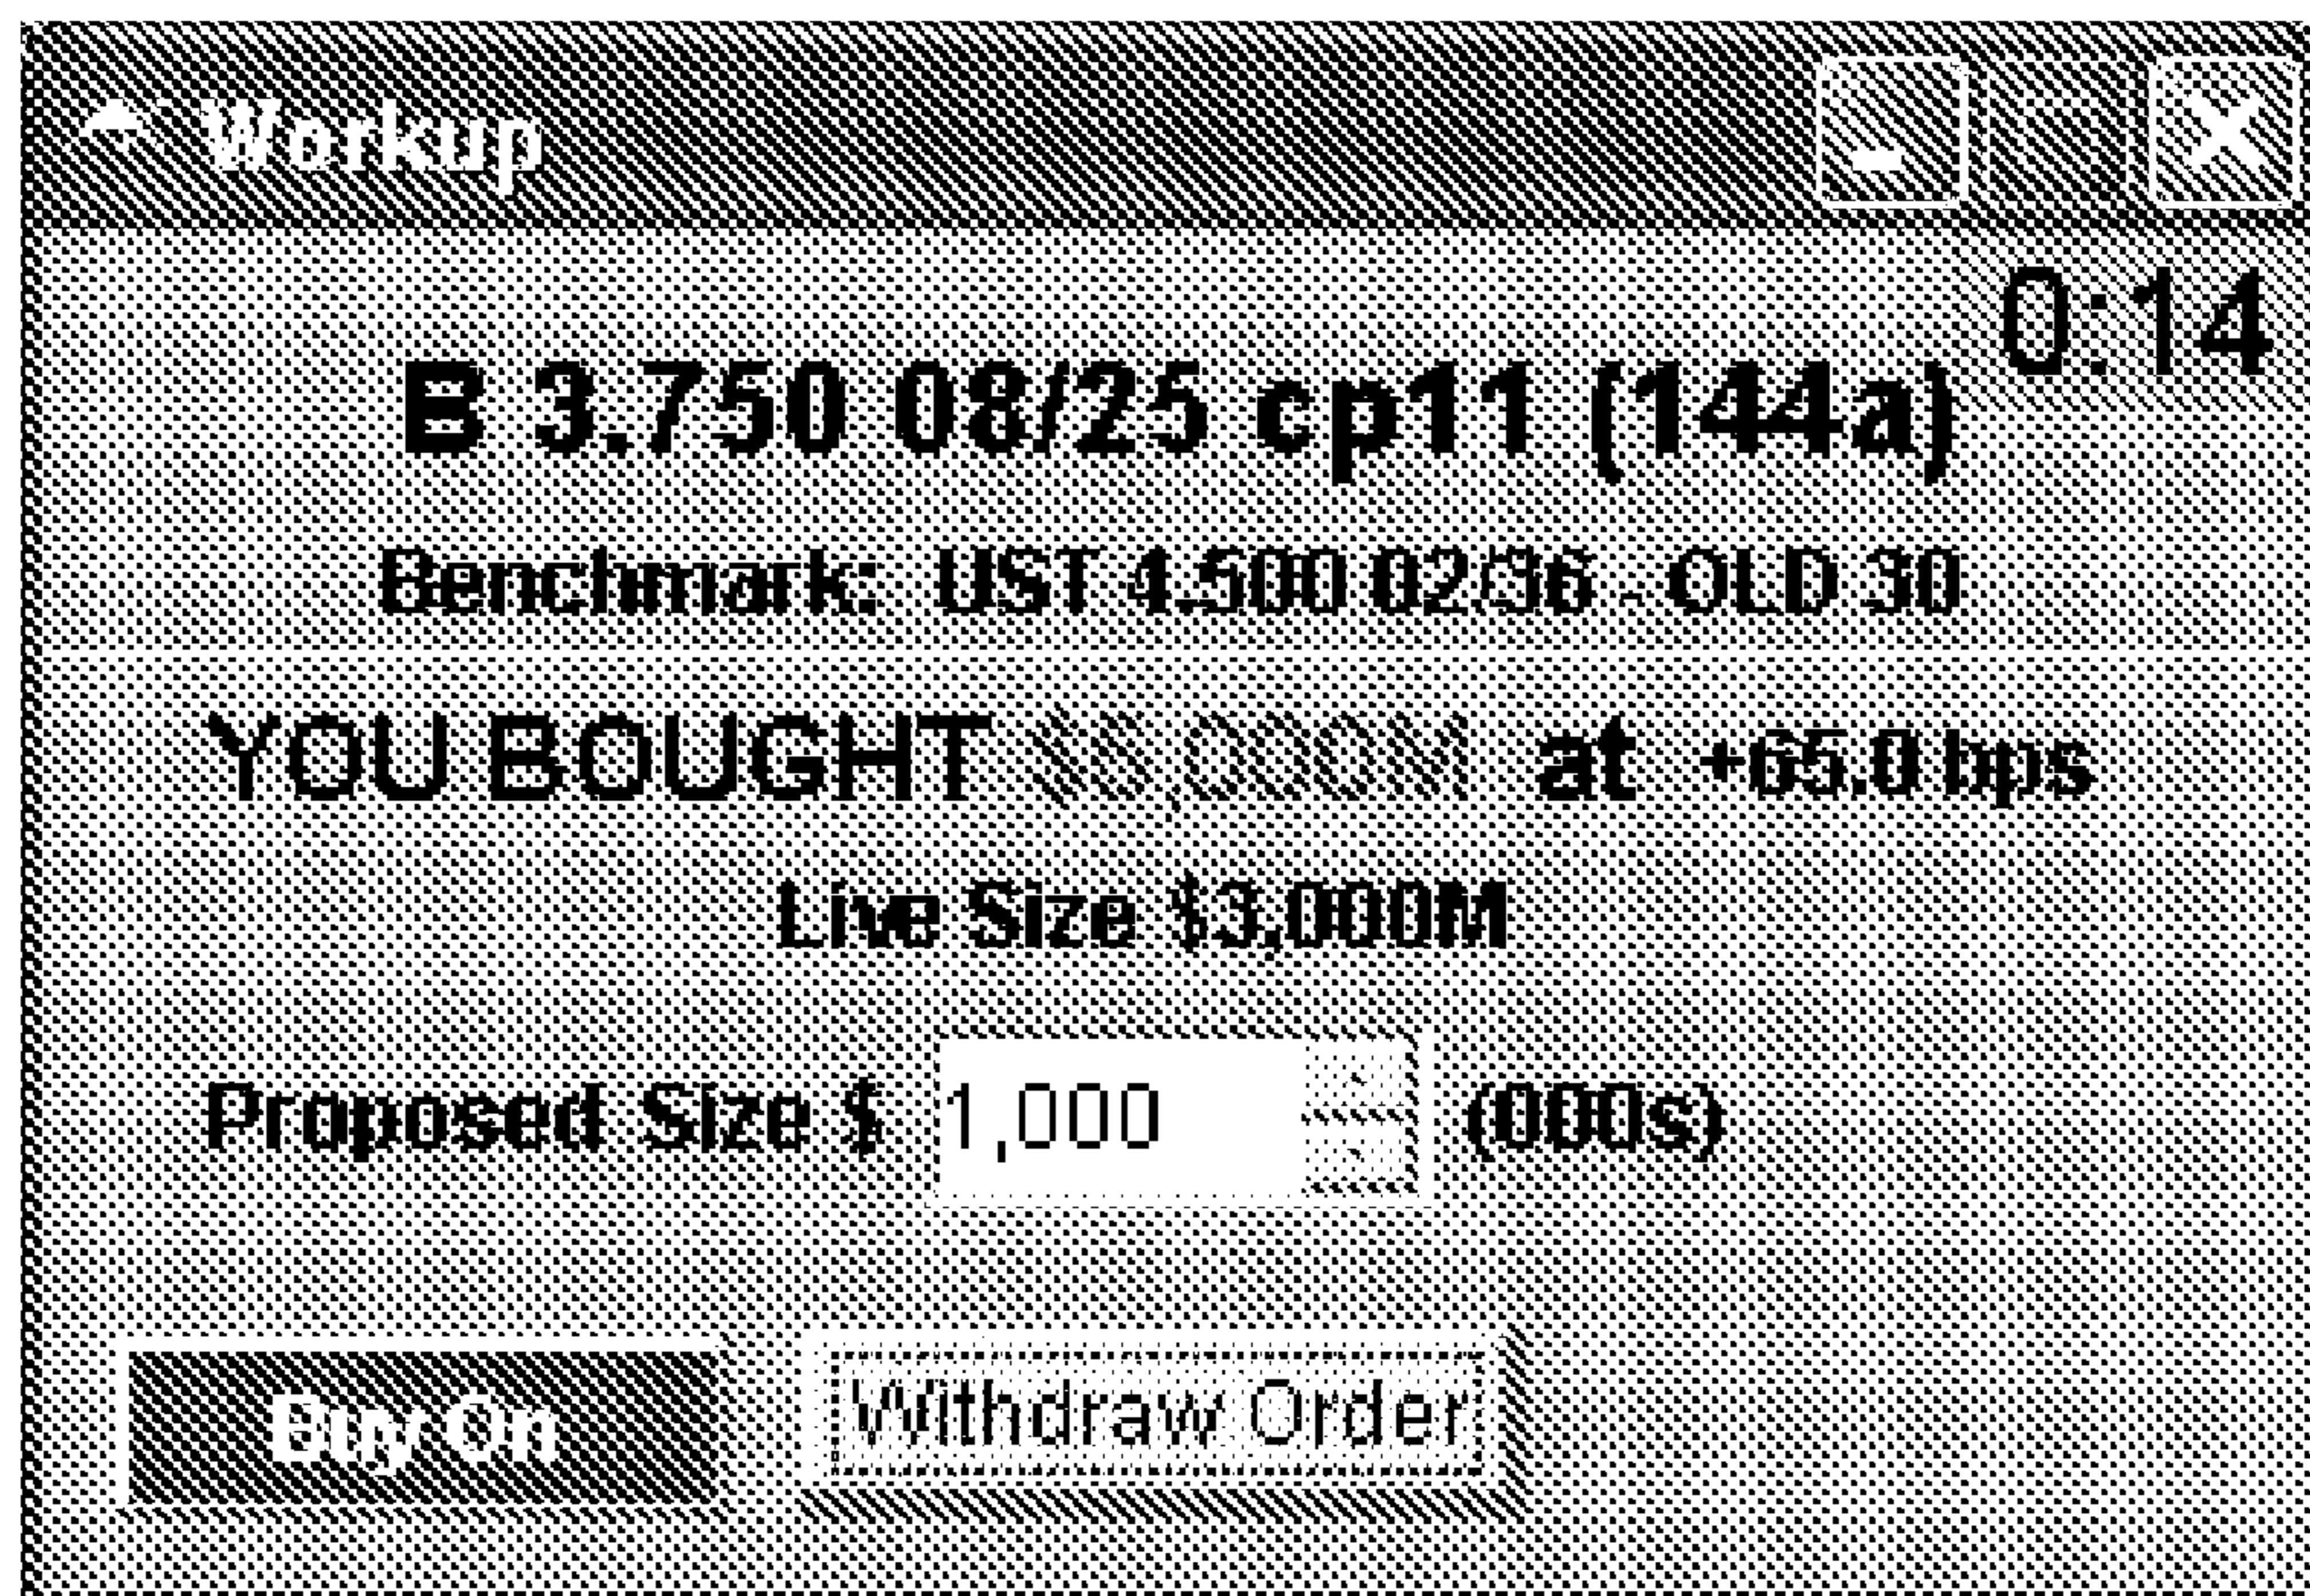 Workup
0:14
B 3.750 08/25 cp11 (144a)
Benchmark: UST 4.500 02/36 - OLD 30
YOU BOUGHT at +65.0 bps
Live Size $3,000M
Proposed Size $ 1,000 (000s)
Buy On
Withdraw Order